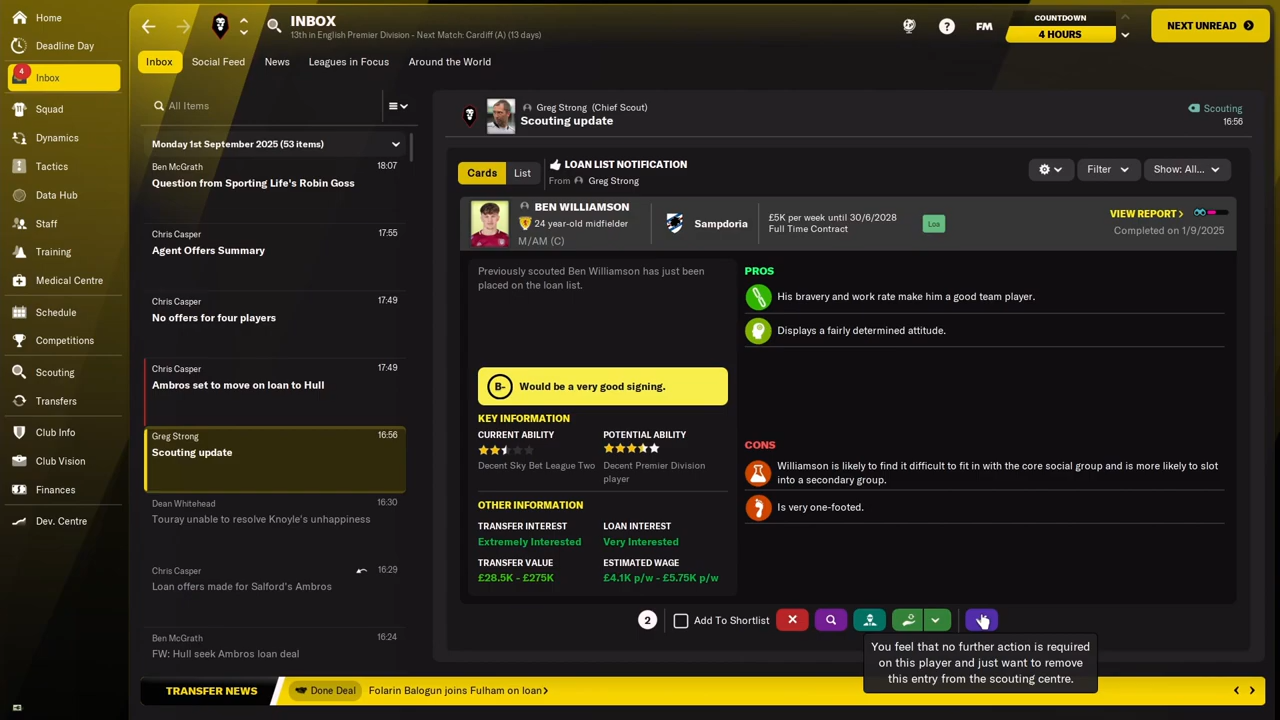 Home
Deadline Day
4
Inbox
Squad
Dynamics
Tactics
Data Hub
Staff
Training
Medical Centre
Schedule
Competitions
Scouting
Transfers
Club Info
Club Vision
Finances
Dev. Centre
INBOX
13th in English Premier Division - Next Match: Cardiff (A) (13 days)
?
FM
COUNTDOWN
4 HOURS
NEXT UNREAD
Inbox
Social Feed
News
Leagues in Focus
Around the World
All Items
Monday 1st September 2025 (53 items)
Ben McGrath 18:07
Question from Sporting Life's Robin Goss
Chris Casper 17:55
Agent Offers Summary
Chris Casper 17:49
No offers for four players
Chris Casper 17:49
Ambros set to move on loan to Hull
Greg Strong 16:56
Scouting update
Dean Whitehead 16:30
Touray unable to resolve Knoyle's unhappiness
Chris Casper 16:29
Loan offers made for Salford's Ambros
Ben McGrath 16:24
FW: Hull seek Ambros loan deal
Greg Strong (Chief Scout)
Scouting update
Scouting
16:56
Cards
List
LOAN LIST NOTIFICATION
From Greg Strong
Filter
Show: All...
BEN WILLIAMSON
24 year-old midfielder
M/AM (C)
Sampdoria
£5K per week until 30/6/2028
Full Time Contract
Loa
VIEW REPORT >
Completed on 1/9/2025
Previously scouted Ben Williamson has just been
placed on the loan list.
B- Would be a very good signing.
KEY INFORMATION
CURRENT ABILITY
Decent Sky Bet League Two
POTENTIAL ABILITY
Decent Premier Division
player
OTHER INFORMATION
TRANSFER INTEREST
Extremely Interested
LOAN INTEREST
Very Interested
TRANSFER VALUE
£28.5K - £275K
ESTIMATED WAGE
£4.1K p/w - £5.75K p/w
PROS
His bravery and work rate make him a good team player.
Displays a fairly determined attitude.
CONS
Williamson is likely to find it difficult to fit in with the core social group and is more likely to slot
into a secondary group.
Is very one-footed.
2
Add To Shortlist
You feel that no further action is required
on this player and just want to remove
this entry from the scouting centre.
TRANSFER NEWS
Done Deal
Folarin Balogun joins Fulham on loan>